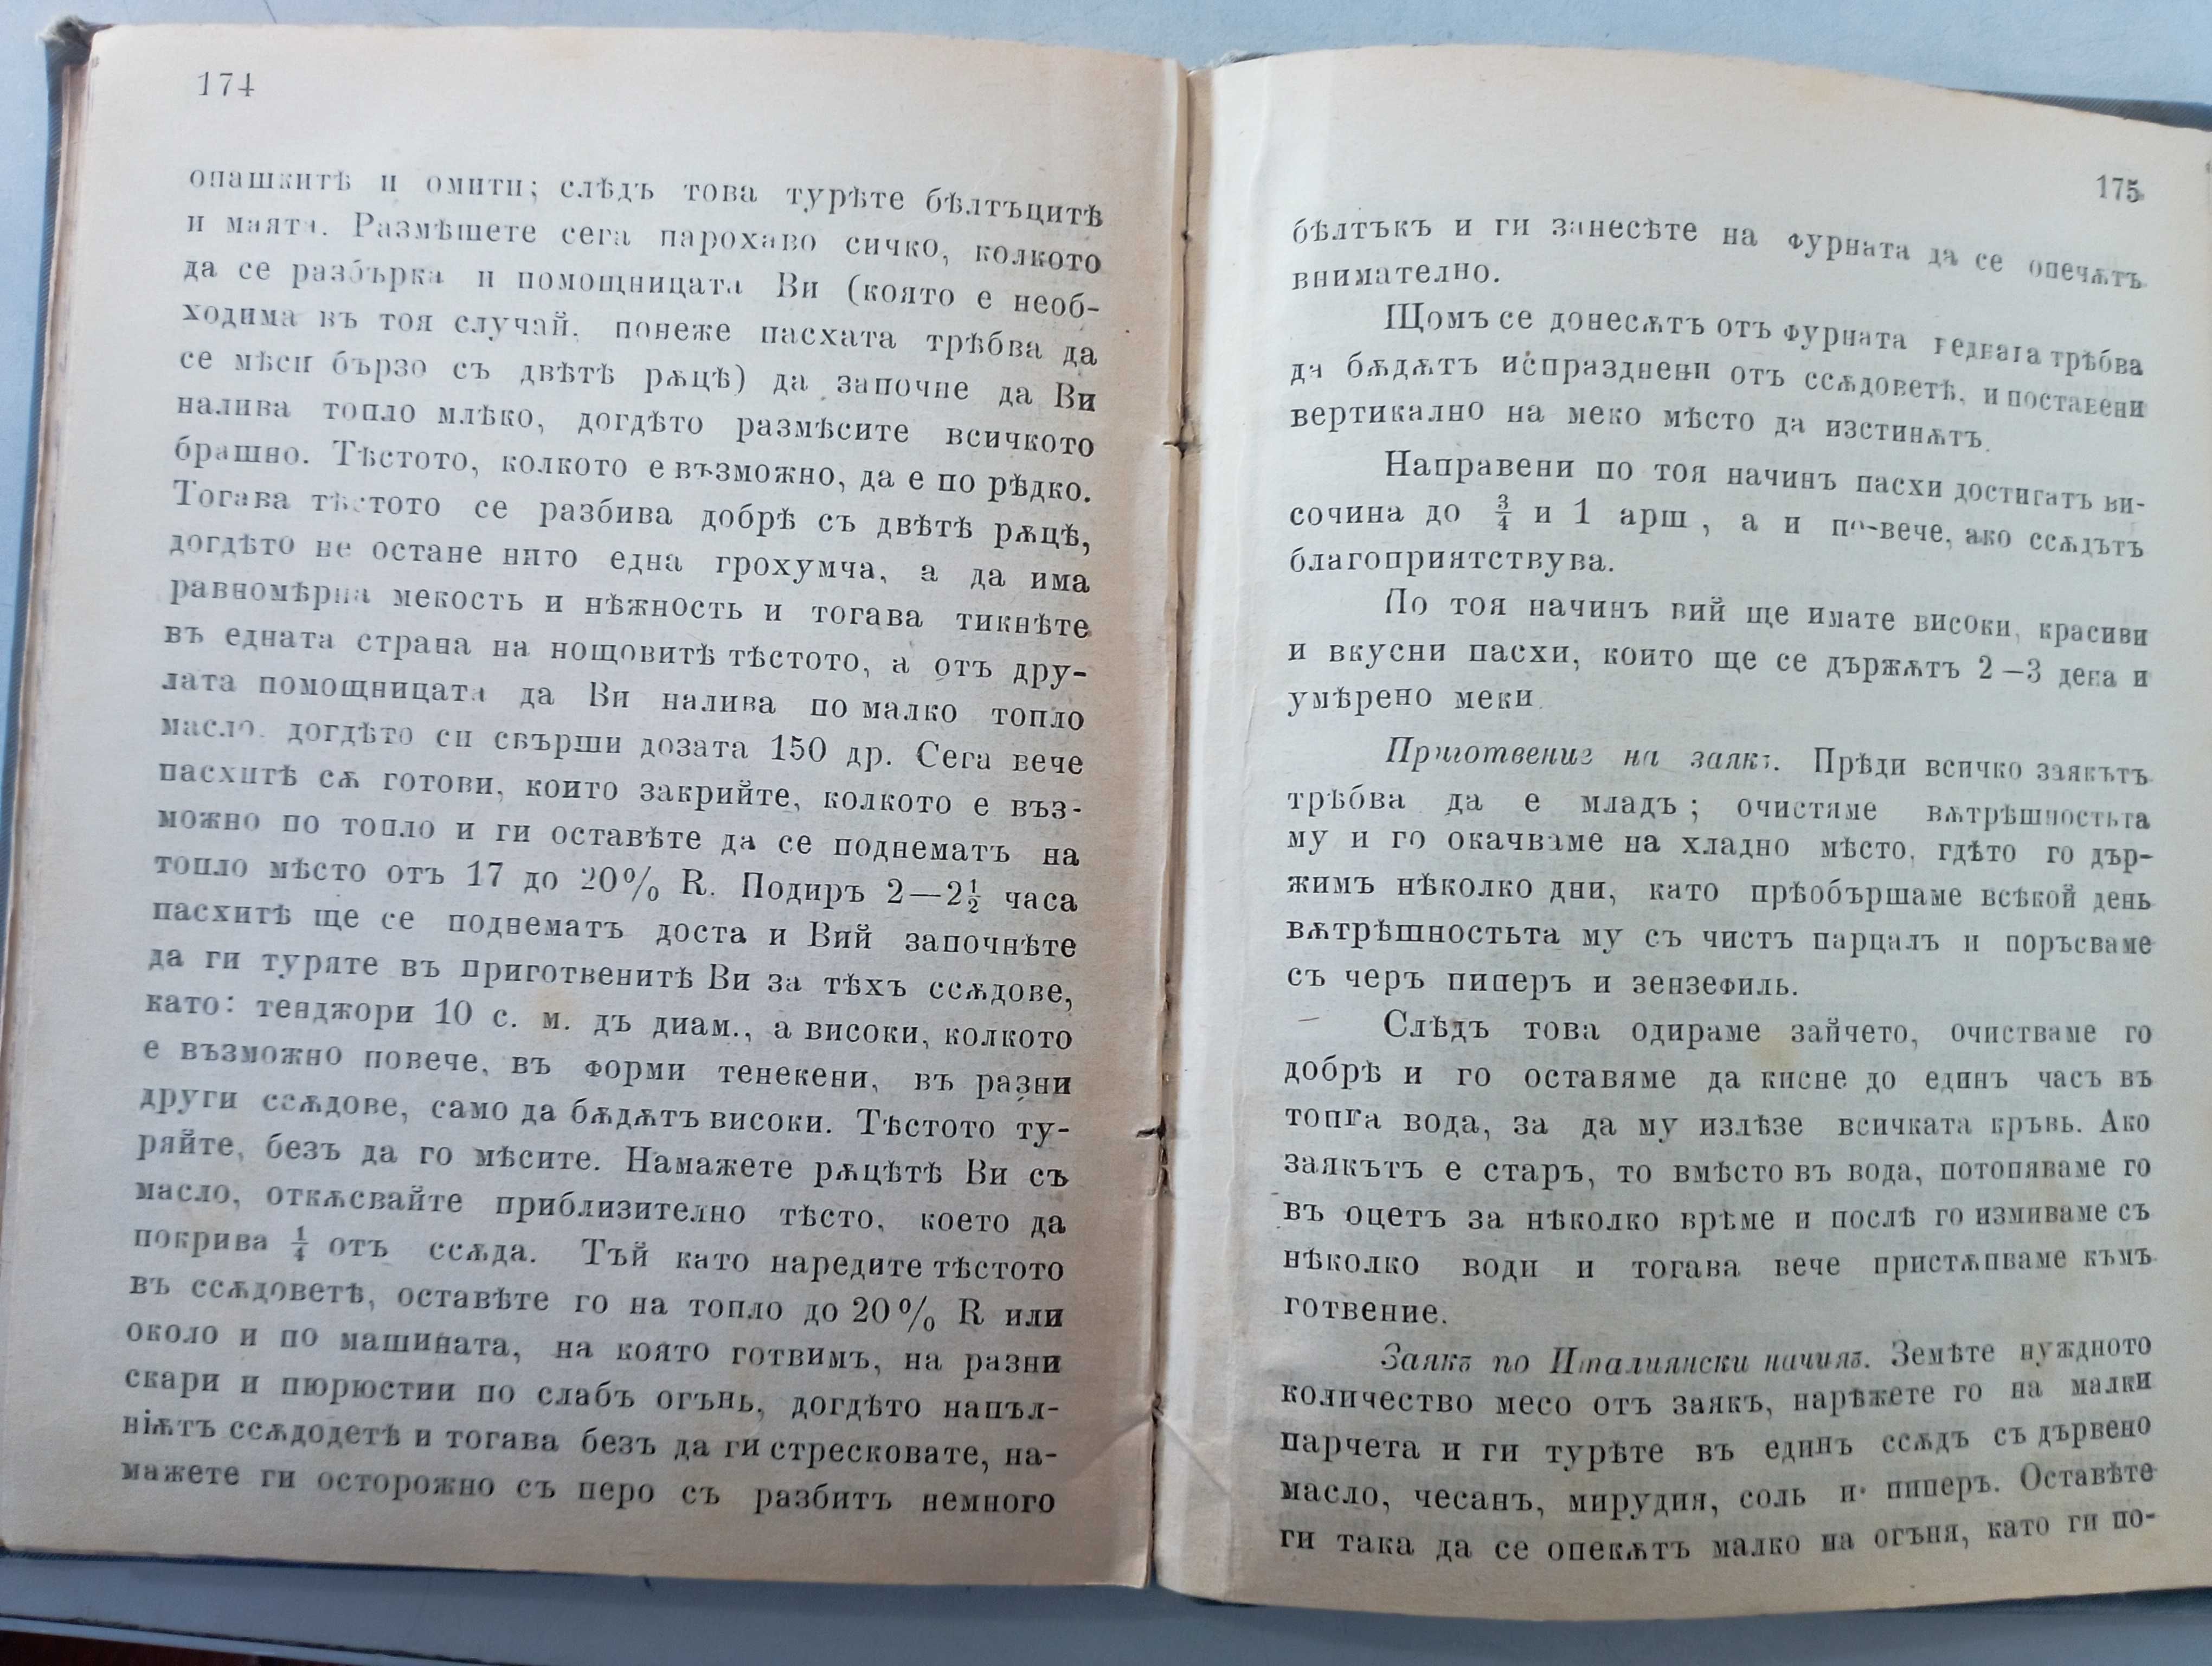 174
опашкитѣ и омити; слѣдъ това турѣте бѣлтъцитѣ
и маята. Размѣшете сега парохаво сичко, колкото
да се разбърка и помощницата Ви (която е необ-
ходима въ тоя случай. понеже пасхата трѣбва да
се мѣси бързо съ двѣтѣ рѫцѣ) да започне да Ви
налива топло млѣко, догдѣто размѣсите всичкото
брашно. Тѣстото, колкото е възможно, да е по рѣдко.
Тогава тѣстото се разбива добрѣ съ двѣтѣ рѫцѣ,
догдѣто не остане нито една грохумча, а да има
равномѣрна мекость и нѣжность и тогава тикнѣте
въ едната страна на нощовитѣ тѣстото, а отъ дру-
лата помощницата да Ви налива по малко топло
масло. догдѣто си свърши дозата 150 др. Сега вече
пасхитѣ сѫ готови, които закрийте, колкото е въз-
можно по топло и ги оставѣте да се поднематъ на
топло мѣсто отъ 17 до 20% R. Подиръ 2—2½ часа
пасхитѣ ще се поднематъ доста и Вий започнѣте
да ги туряте въ приготвенитѣ Ви за тѣхъ ссѫдове,
като: тенджори 10 с. м. дъ диам., а високи, колкото
е възможно повече, въ форми тенекени, въ разни
други ссѫдове, само да бѫдѫтъ високи. Тѣстото ту-
ряйте, безъ да го мѣсите. Намажете рѫцѣтѣ Ви съ
масло, откѫсвайте приблизително тѣсто, което да
покрива ¼ отъ ссѫда. Тъй като наредите тѣстото
въ ссѫдоветѣ, оставѣте го на топло до 20% R или
около и по машината, на която готвимъ, на разни
скари и пюрюстии по слабъ огънь, догдѣто напъл-
ніѫтъ ссѫдодетѣ и тогава безъ да ги стресковате, на-
мажете ги осторожно съ перо съ разбитъ немного
175
бѣлтъкъ и ги занесѣте на фурната да се опечѫтъ
внимателно.
Щомъ се донесѫтъ отъ фурната веднага трѣбва
да бѫдѫтъ испразднени отъ ссѫдоветѣ, и поставени
вертикално на меко мѣсто да изстинѫтъ.
Направени по тоя начинъ пасхи достигатъ ви-
сочина до ¾ и 1 арш, а и по-вече, ако ссѫдътъ
благоприятствува.
По тоя начинъ вий ще имате високи, красиви
и вкусни пасхи, които ще се държѫтъ 2—3 дена и
умѣрено меки.
Приготвение на заякъ. Прѣди всичко заякътъ
трѣбва да е младъ; очистяме вѫтрѣшностьта
му и го окачваме на хладно мѣсто, гдѣто го дър-
жимъ нѣколко дни, като прѣобършаме всѣкой день
вѫтрѣшностьта му съ чистъ парцалъ и поръсваме
съ черъ пиперъ и зензефиль.
Слѣдъ това одираме зайчето, очистваме го
добрѣ и го оставяме да кисне до единъ часъ въ
топга вода, за да му излѣзе всичката кръвь. Ако
заякътъ е старъ, то вмѣсто въ вода, потопяваме го
въ оцетъ за нѣколко врѣме и послѣ го измиваме съ
нѣколко води и тогава вече пристѫпваме къмъ
готвение.
Заякъ по Италиянски начинъ. Земѣте нуждното
количество месо отъ заякъ, нарѣжете го на малки
парчета и ги турѣте въ единъ ссѫдъ съ дървено
масло, чесанъ, мирудия, соль и пиперъ. Оставѣте
ги така да се опекѫтъ малко на огъня, като ги по-